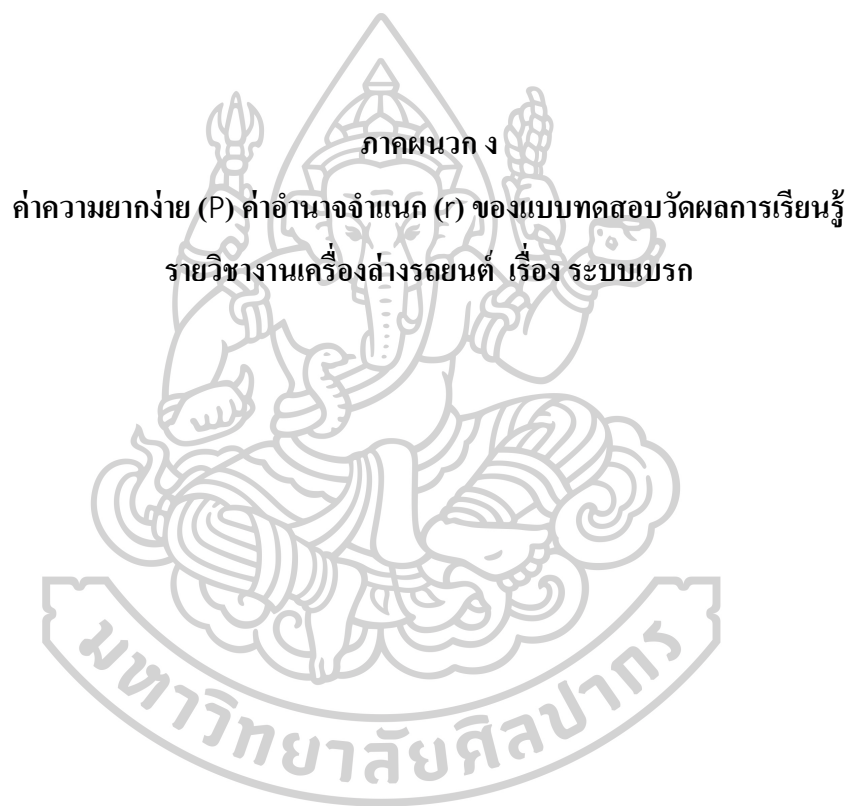 ภาคผนวก ง
ค่าความยากง่าย (P) ค่าอำนาจจำแนก (r) ของแบบทดสอบวัดผลการเรียนรู้
รายวิชางานเครื่องล่างรถยนต์ เรื่อง ระบบเบรก
มหาวิทยาลัยศิลปากร